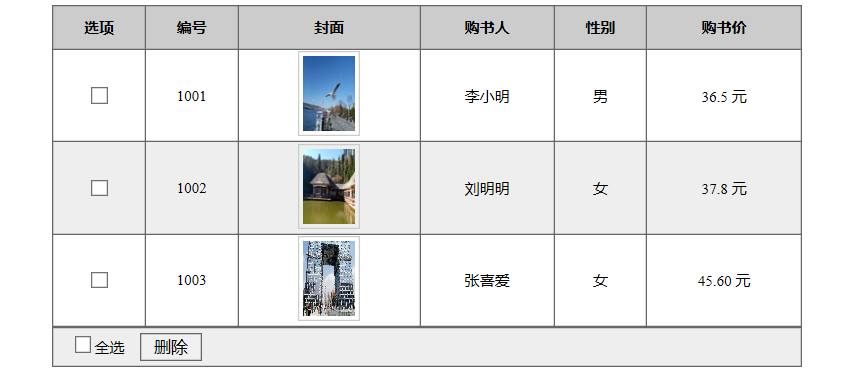 选项 编号 封面 购书人 性别 购书价
1001 李小明 男 36.5 元
1002 刘明明 女 37.8 元
1003 张喜爱 女 45.60 元
全选 删除